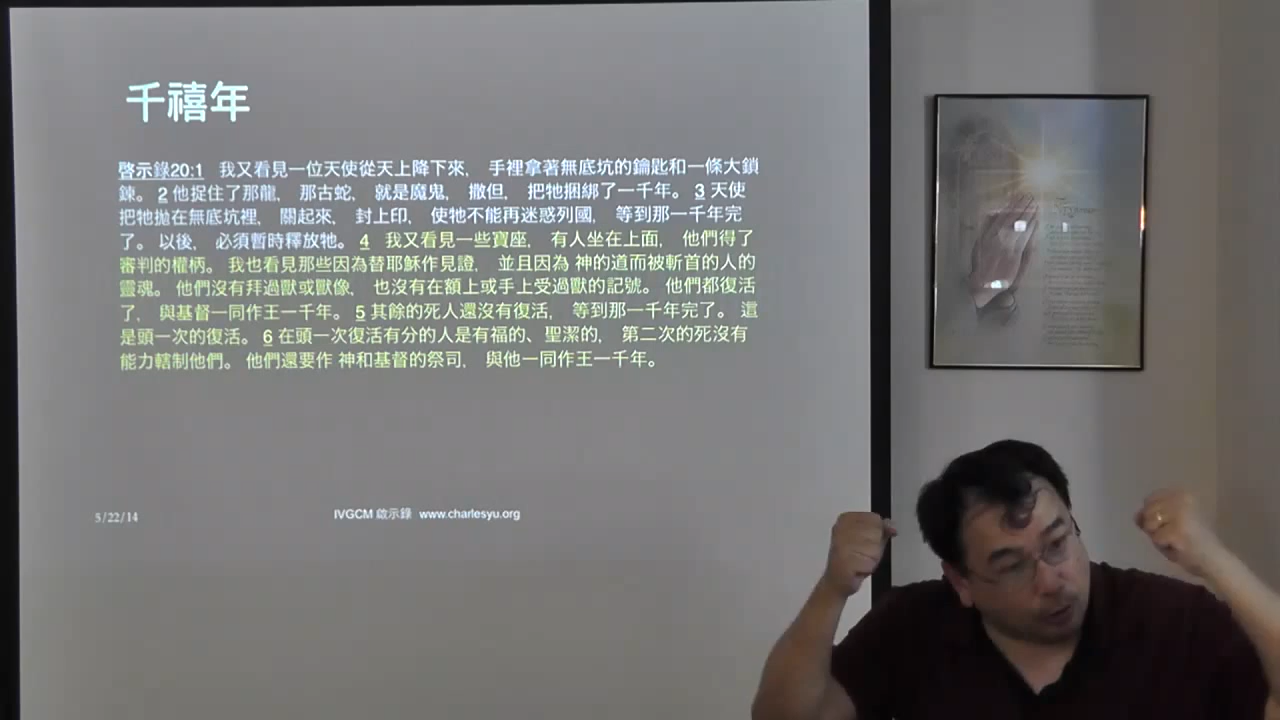 千禧年
啓示錄20:1 我又看見一位天使從天上降下來, 手裡拿著無底坑的鑰匙和一條大鎖
鍊。 2 他捉住了那龍, 那古蛇, 就是魔鬼, 撒但, 把牠捆綁了一千年。 3 天使
把牠拋在無底坑裡, 關起來, 封上印, 使牠不能再迷惑列國, 等到那一千年完
了。 以後, 必須暫時釋放牠。 4 我又看見一些寶座, 有人坐在上面, 他們得了
審判的權柄。 我也看見那些因為替耶穌作見證, 並且因為 神的道而被斬首的人的
靈魂。 他們沒有拜過獸或獸像, 也沒有在額上或手上受過獸的記號。 他們都復活
了, 與基督一同作王一千年。 5 其餘的死人還沒有復活, 等到那一千年完了。 這
是頭一次的復活。 6 在頭一次復活有分的人是有福的、聖潔的, 第二次的死沒有
能力轄制他們。 他們還要作 神和基督的祭司, 與他一同作王一千年。
5/22/14 IVGCM 啟示錄 www.charlesyu.org